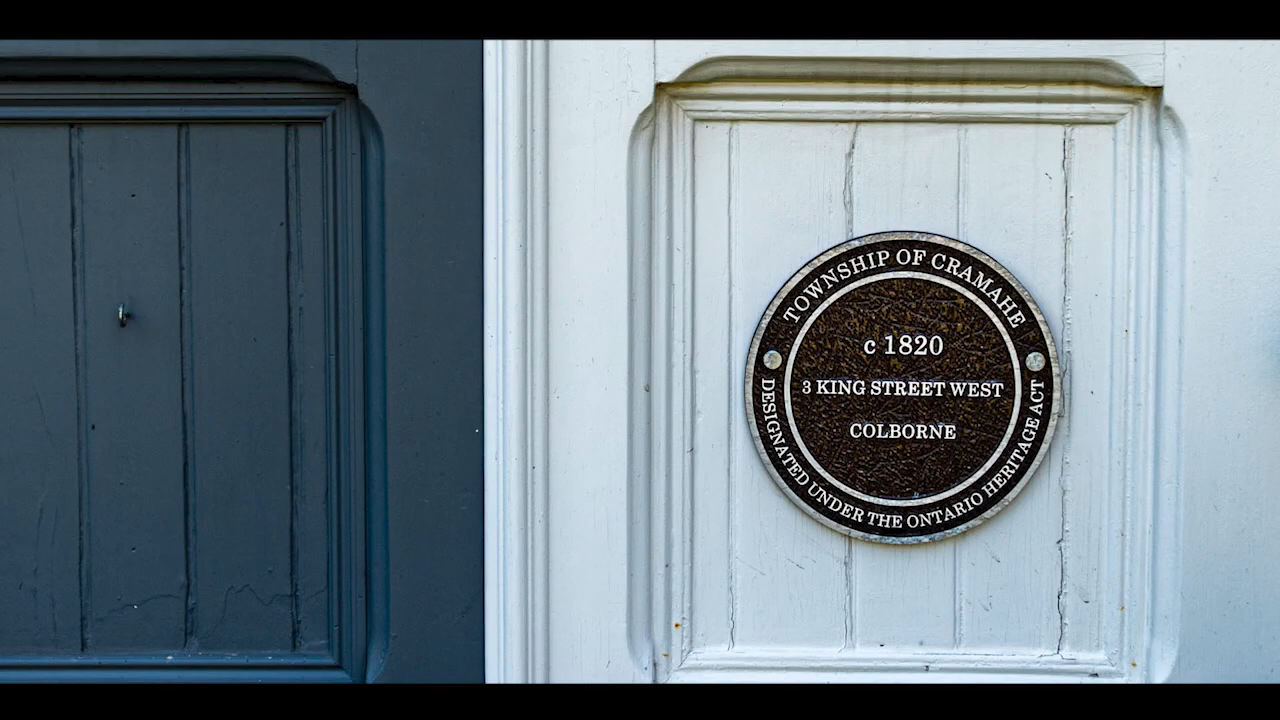 TOWNSHIP OF CRAMAHE
c 1820
3 KING STREET WEST
COLBORNE
DESIGNATED UNDER THE ONTARIO HERITAGE ACT